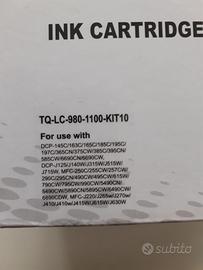 INK CARTRIDGE
TQ-LC-980-1100-KIT10
For use with
DCP-145C/163C/165C/185C/195C/
197C/365CN/375CW/385C/395CN/
585CW/6690CN/6690CW,
DCP-J125/J140W/J315W/J515W/
J715W, MFC-250C/255CW/257CW/
290C/295CN/490CW/495CW/615W/
790CW/795CW/990CW/5490CN/
5890CN/5895CW/6490CW/
6890CDW, MFC-J220/J265W/J270w/
J410/J410w/J415W/J615W/J630W
subito